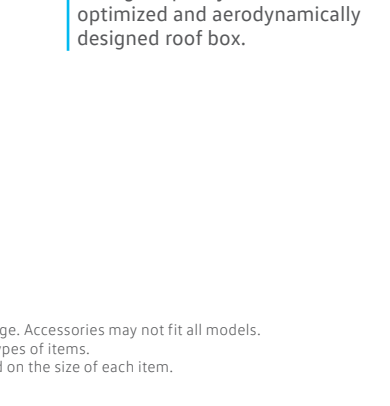 optimized and aerodynamically
designed roof box.
ge. Accessories may not fit all models.
ypes of items.
on the size of each item.